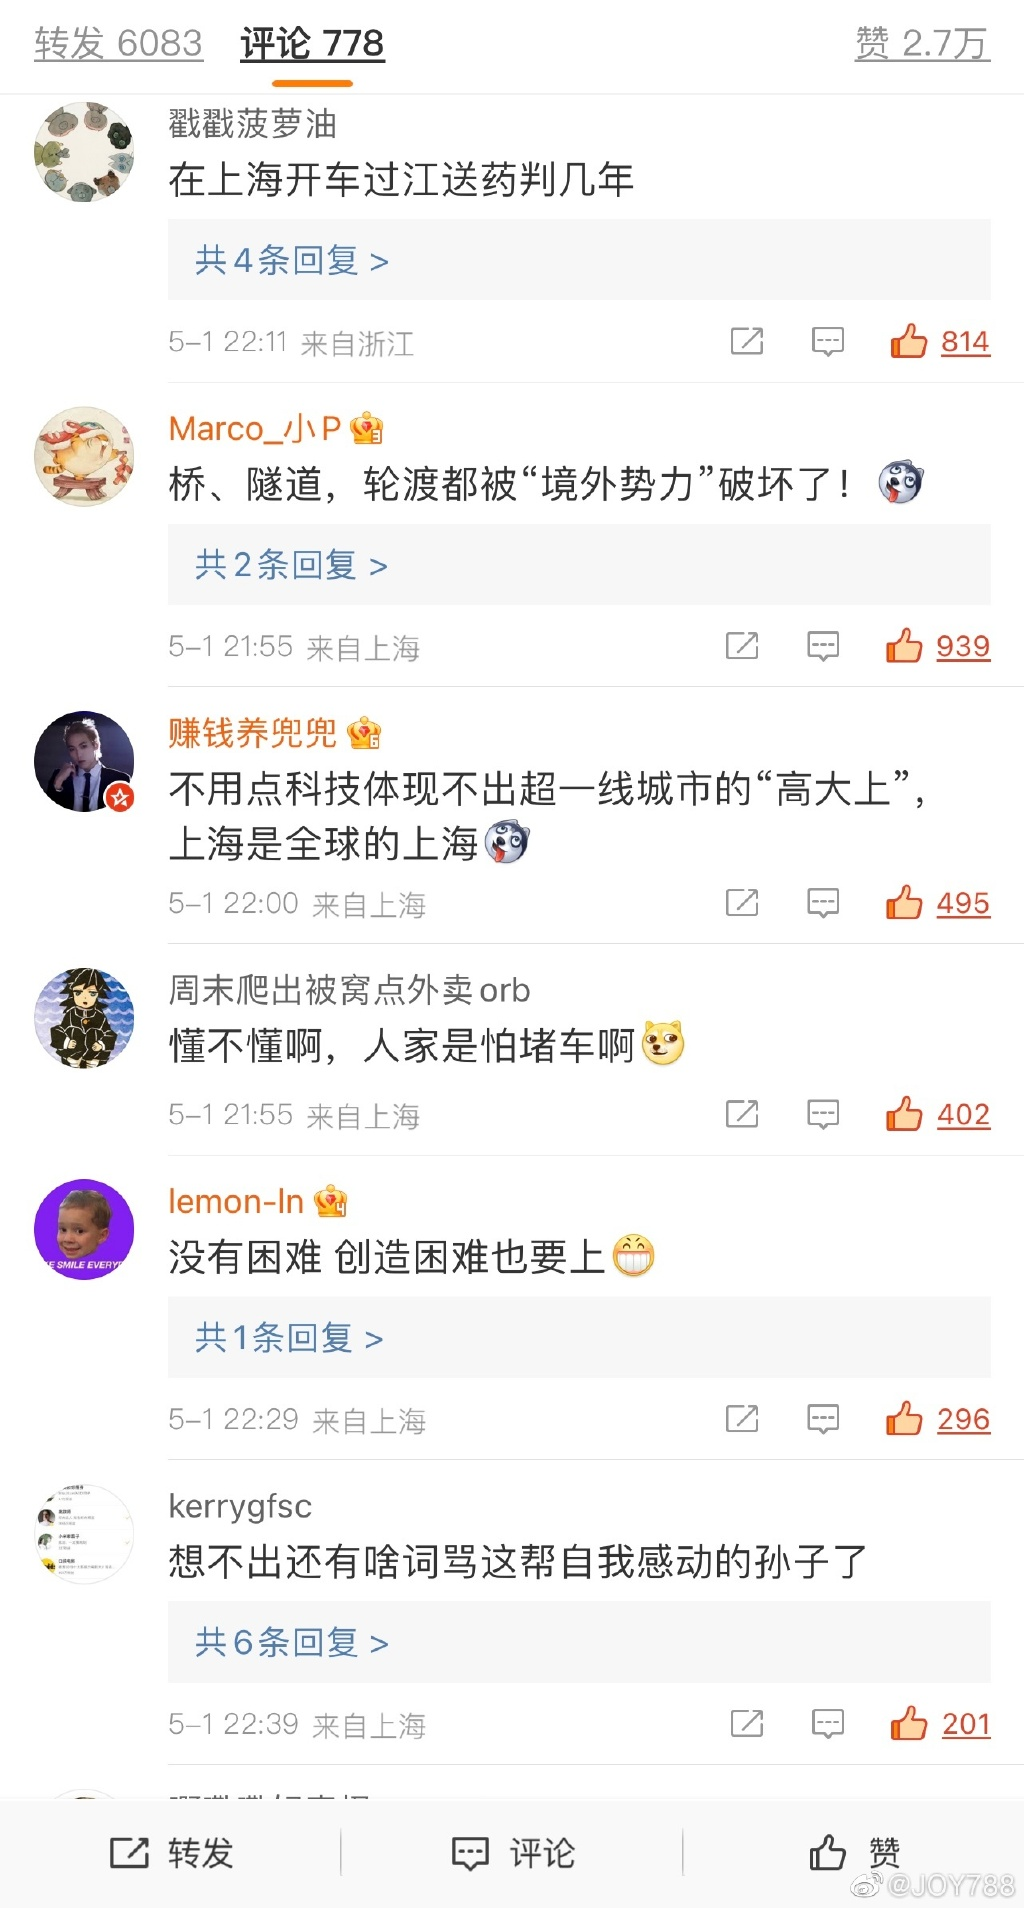 转发 6083 评论 778 赞 2.7万
戳戳菠萝油
在上海开车过江送药判几年
共4条回复 >
5-1 22:11 来自浙江 814
Marco_小P 3
桥、隧道，轮渡都被“境外势力”破坏了！
共2条回复 >
5-1 21:55 来自上海 939
赚钱养兜兜 6
不用点科技体现不出超一线城市的“高大上”，
上海是全球的上海
5-1 22:00 来自上海 495
周末爬出被窝点外卖orb
懂不懂啊，人家是怕堵车啊
5-1 21:55 来自上海 402
lemon-ln 4
没有困难 创造困难也要上
E SMILE EVERY
共1条回复 >
5-1 22:29 来自上海 296
kerrygfsc
想不出还有啥词骂这帮自我感动的孙子了
共6条回复 >
5-1 22:39 来自上海 201
转发 评论 赞
@JOY788